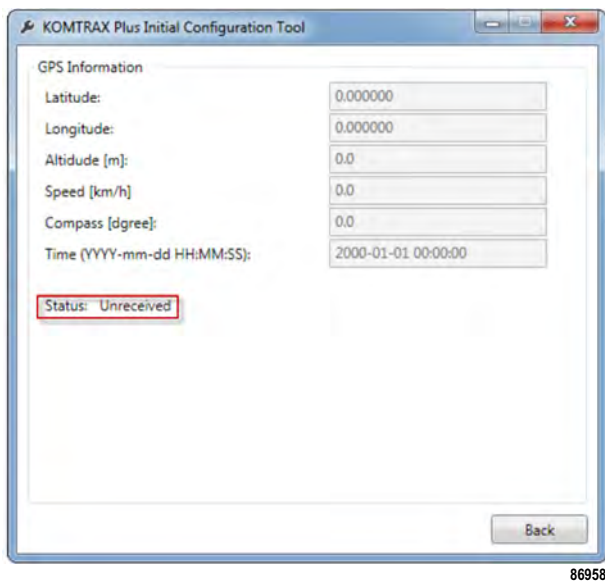 KOMTRAX Plus Initial Configuration Tool
GPS Information
Latitude: 0.000000
Longitude: 0.000000
Altidude [m]: 0.0
Speed [km/h] 0.0
Compass [dgree]: 0.0
Time (YYYY-mm-dd HH:MM:SS): 2000-01-01 00:00:00
Status: Unreceived
Back
86958